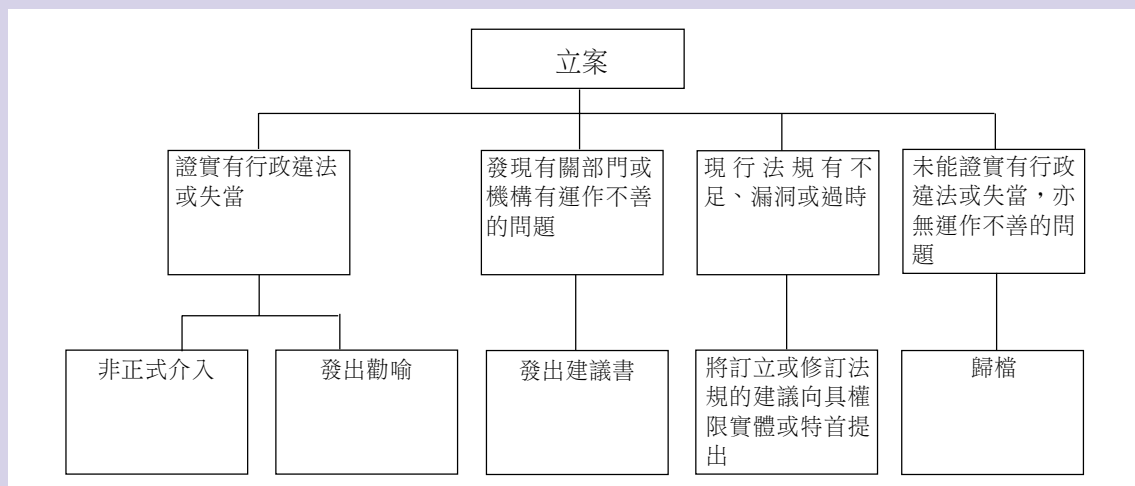 立案
證實有行政違法
或失當
發現有關部門或
機構有運作不善
的問題
現行法規有不
足、漏洞或過時
未能證實有行政
違法或失當，亦
無運作不善的問
題
非正式介入
發出勸喻
發出建議書
將訂立或修訂法
規的建議向具權
限實體或特首提
出
歸檔